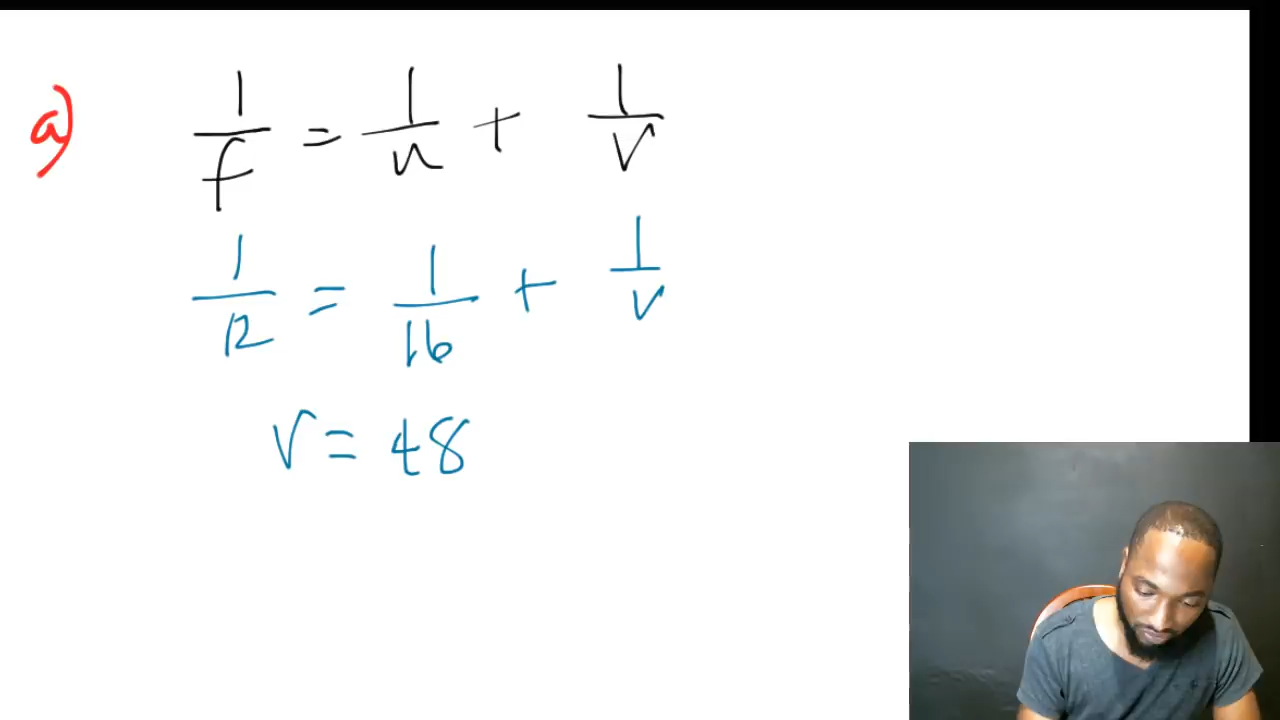 a) 1/f = 1/u + 1/v
1/12 = 1/16 + 1/v
v = 48